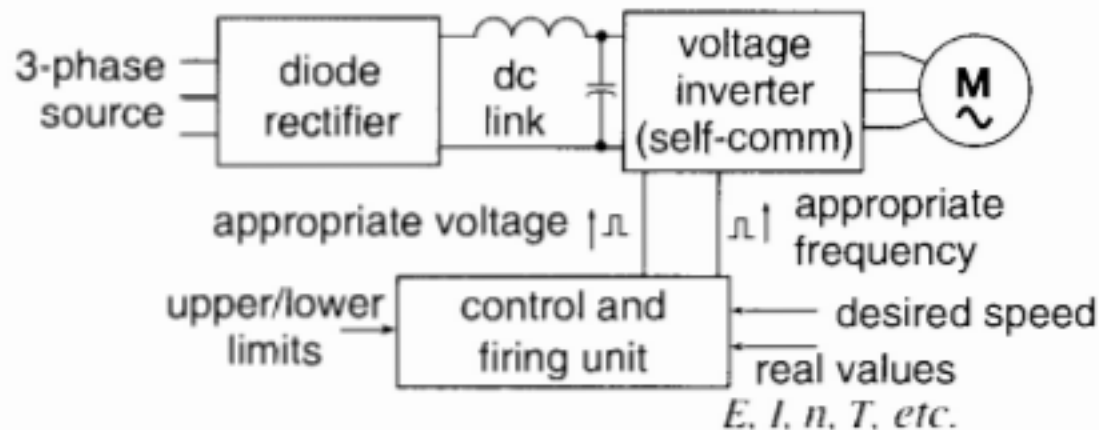 3-phase
source
diode
rectifier
dc
link
voltage
inverter
(self-comm)
M
~
appropriate voltage
appropriate
frequency
upper/lower
limits
control and
firing unit
desired speed
real values
E, I, n, T, etc.